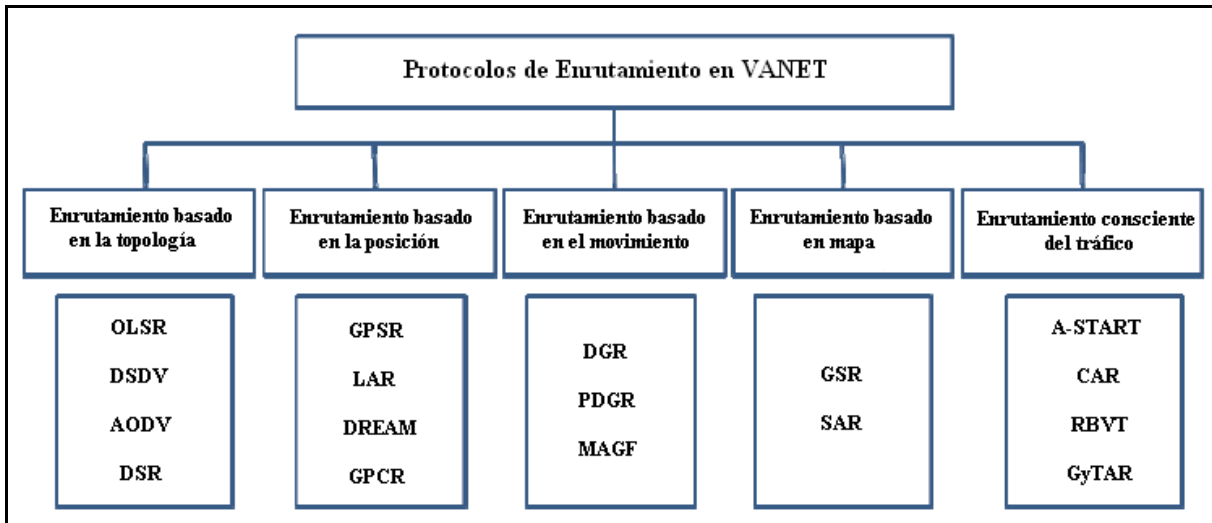 Protocolos de Enrutamiento en VANET
Enrutamiento basado
en la topología
Enrutamiento basado
en la posición
Enrutamiento basado
en el movimiento
Enrutamiento basado
en mapa
Enrutamiento consciente
del tráfico
OLSR
DSDV
AODV
DSR
GPSR
LAR
DREAM
GPCR
DGR
PDGR
MAGF
GSR
SAR
A-START
CAR
RBVT
GyTAR